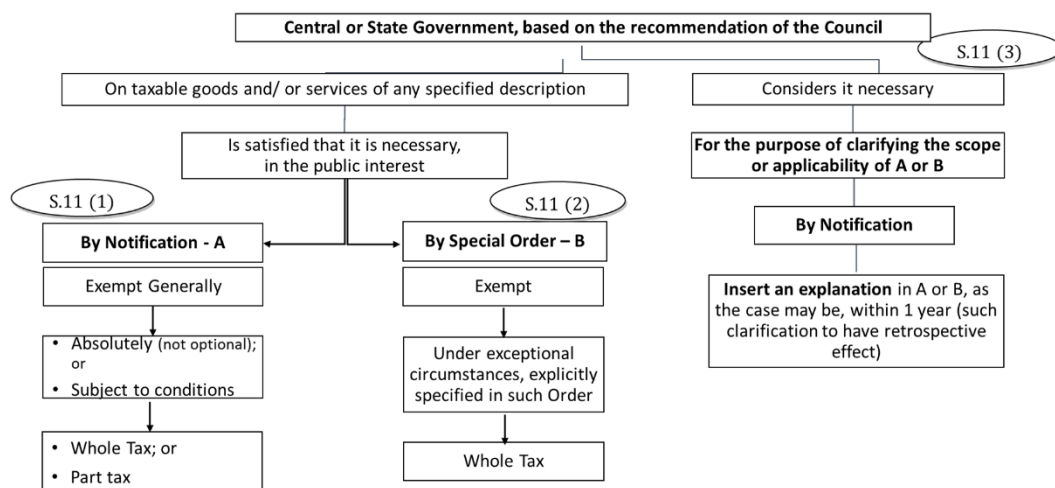 Central or State Government, based on the recommendation of the Council
S.11 (3)
On taxable goods and/ or services of any specified description
Considers it necessary
Is satisfied that it is necessary,
in the public interest
For the purpose of clarifying the scope
or applicability of A or B
S.11 (1)
S.11 (2)
By Notification - A
By Special Order – B
By Notification
Exempt Generally
Exempt
Insert an explanation in A or B, as
the case may be, within 1 year (such
clarification to have retrospective
effect)
• Absolutely (not optional);
or
• Subject to conditions
Under exceptional
circumstances, explicitly
specified in such Order
• Whole Tax; or
• Part tax
Whole Tax